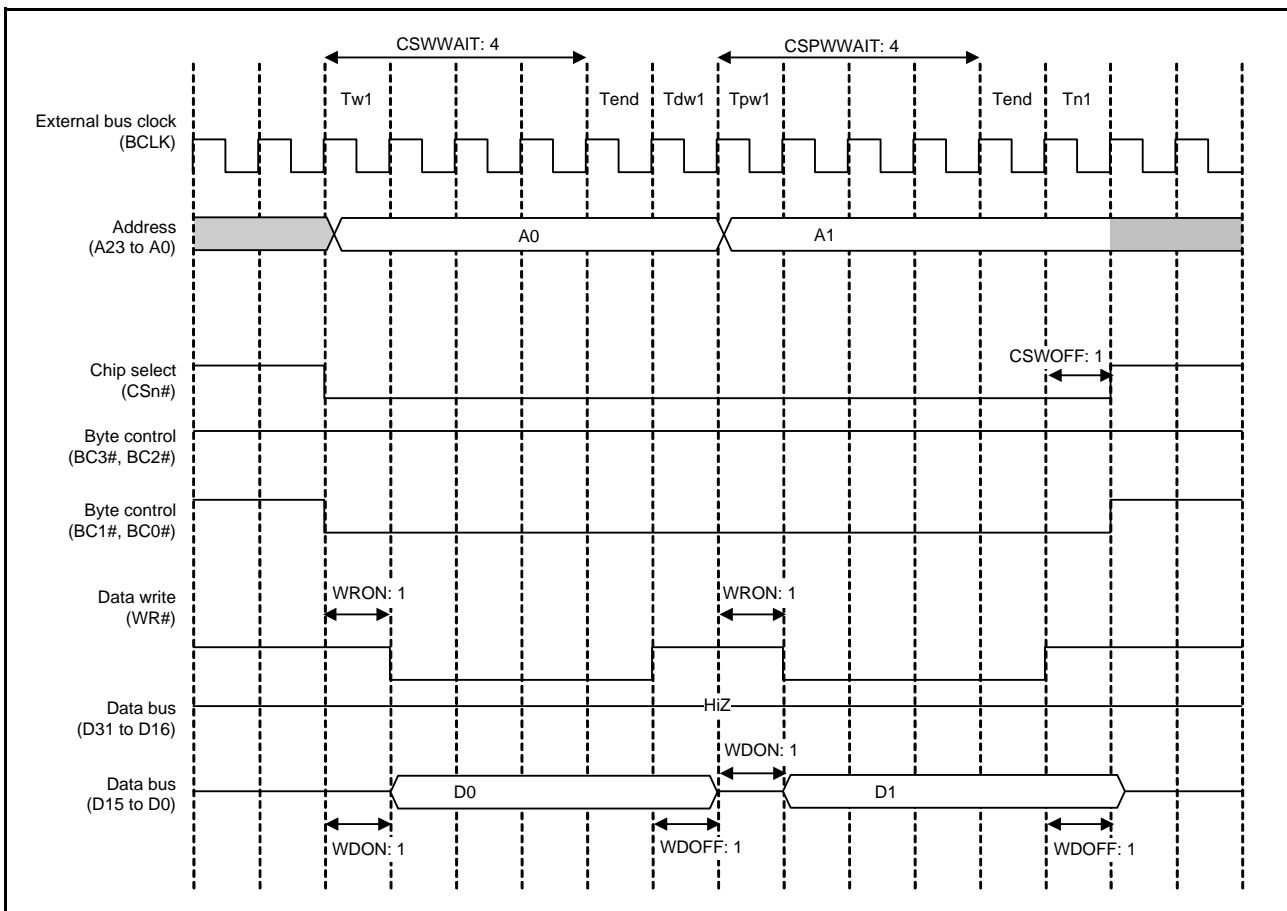 CSWWAIT: 4
CSPWWAIT: 4
Tw1
Tend
Tdw1
Tpw1
Tend
Tn1
External bus clock
(BCLK)
Address
(A23 to A0)
A0
A1
Chip select
(CSn#)
CSWOFF: 1
Byte control
(BC3#, BC2#)
Byte control
(BC1#, BC0#)
Data write
(WR#)
WRON: 1
WRON: 1
Data bus
(D31 to D16)
HiZ
WDON: 1
Data bus
(D15 to D0)
D0
D1
WDON: 1
WDOFF: 1
WDOFF: 1